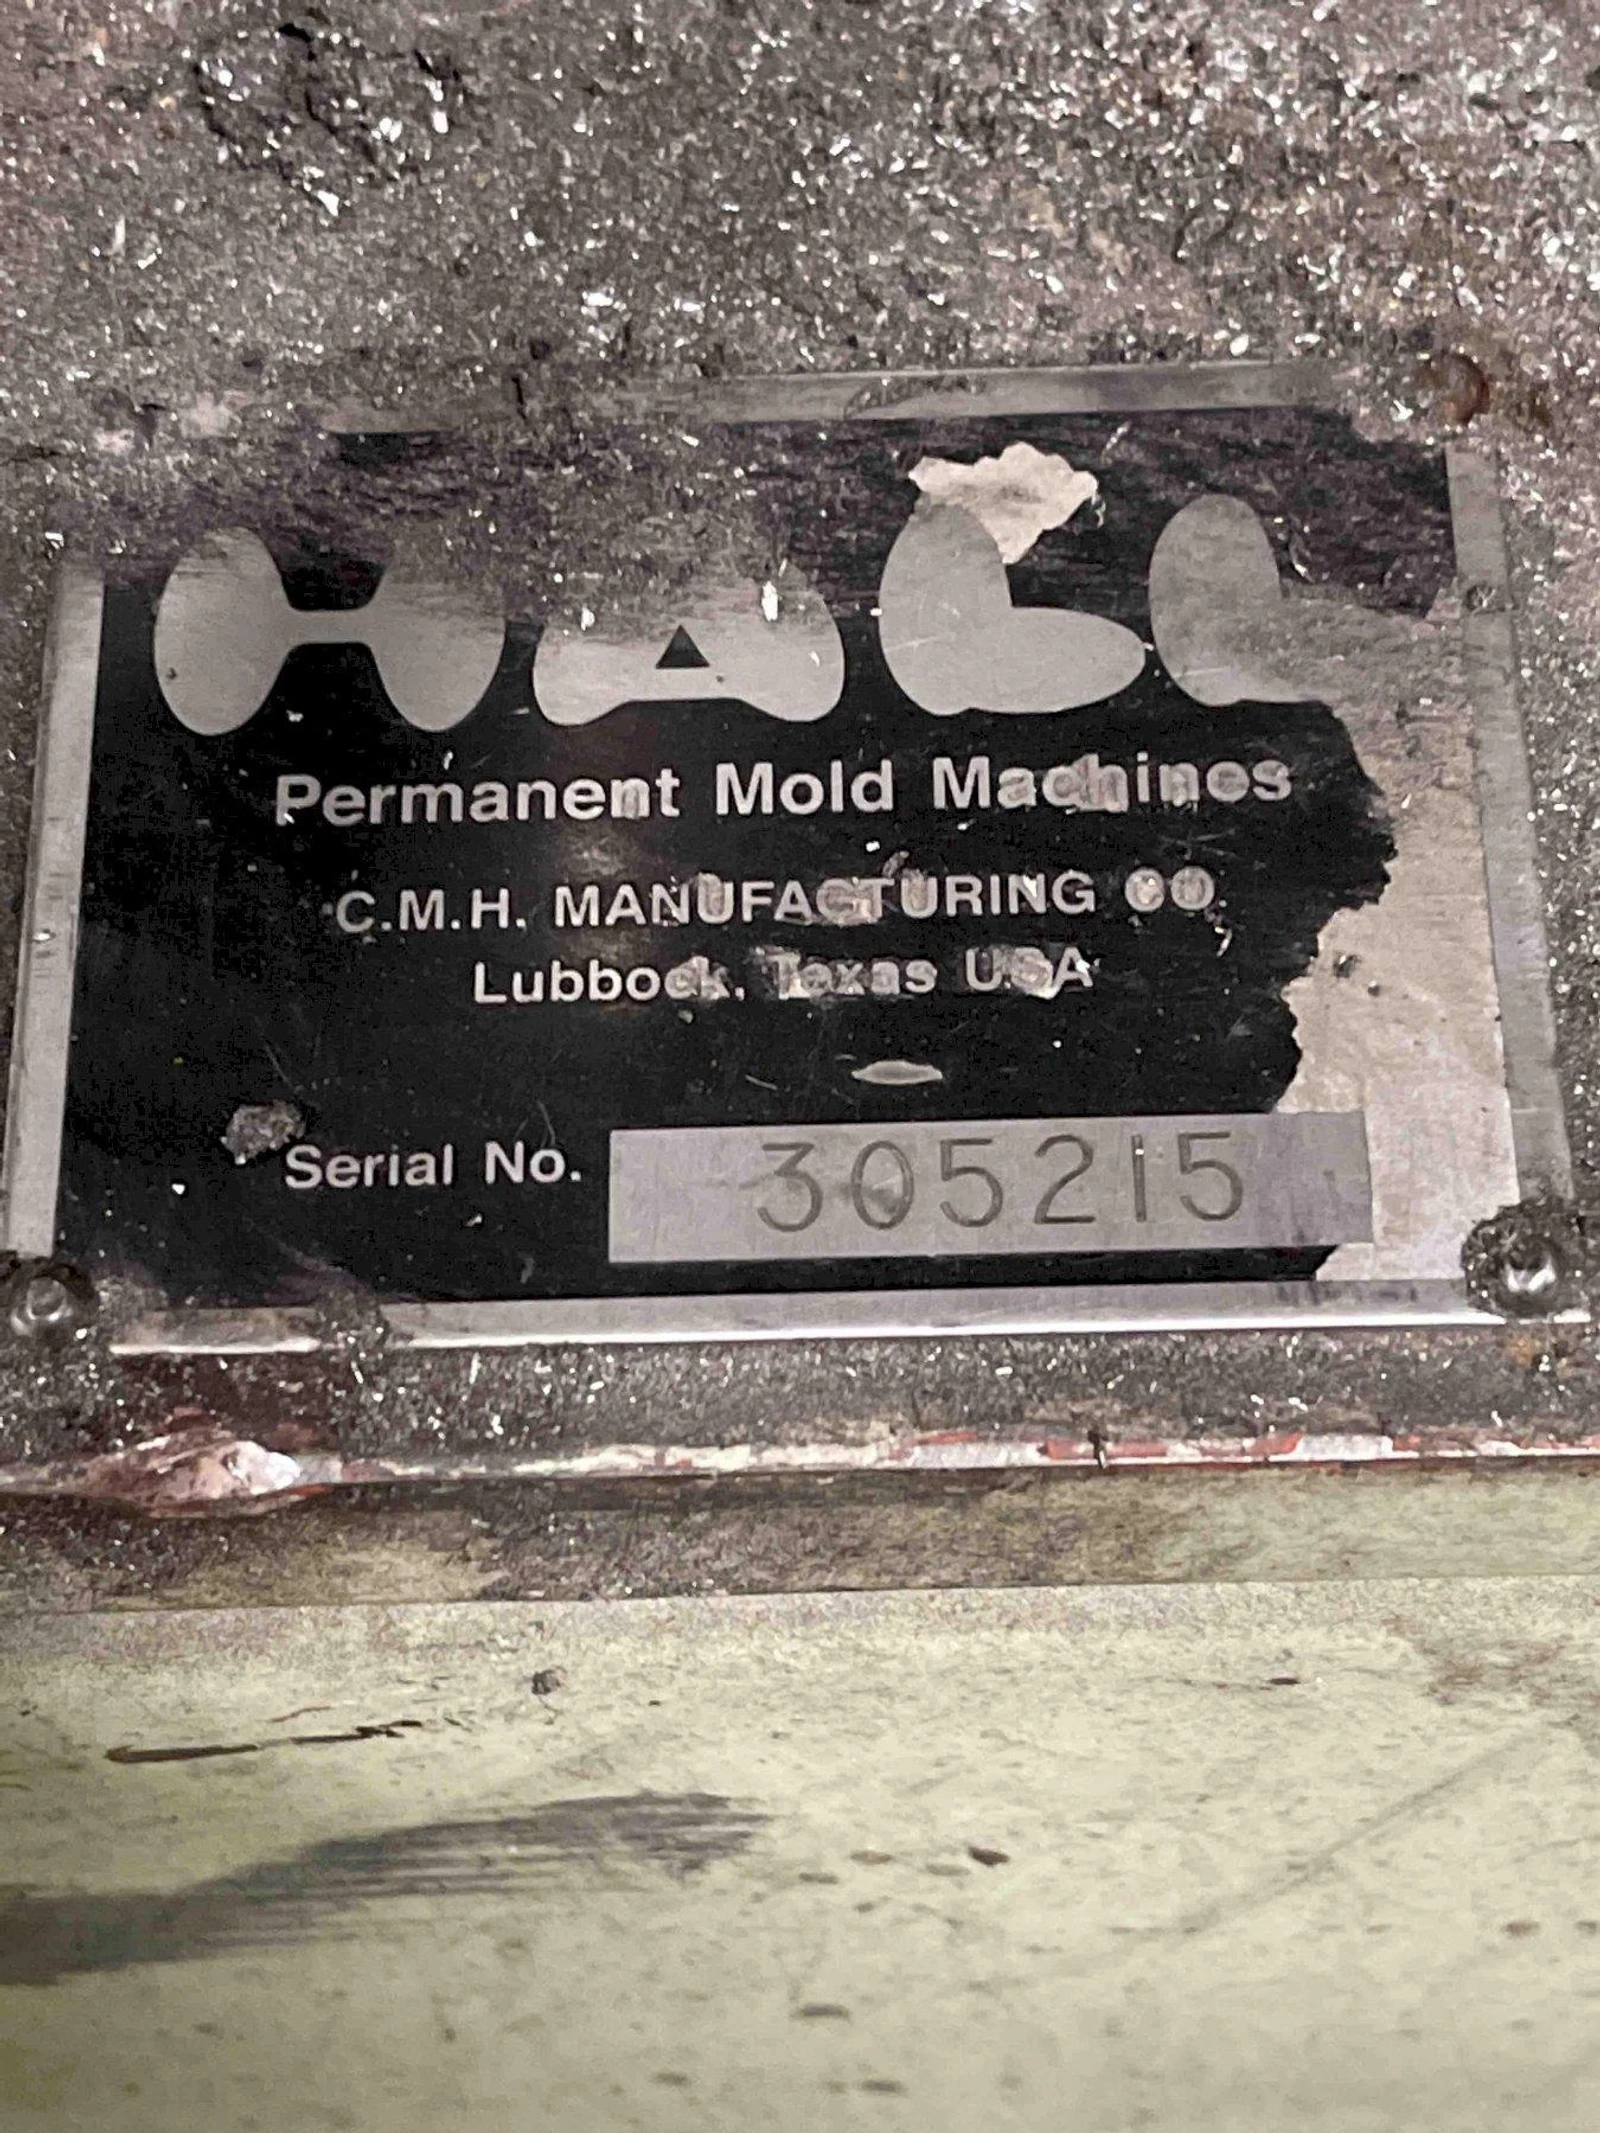 HALL
Permanent Mold Machines
C.M.H. MANUFACTURING CO.
Lubbock, Texas USA
Serial No. 305215